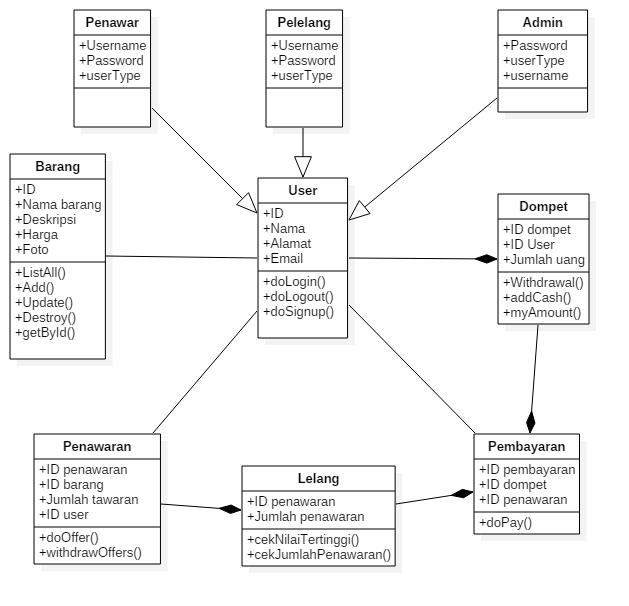 Penawar
+Username
+Password
+userType
Pelelang
+Username
+Password
+userType
Admin
+Password
+userType
+username
Barang
+ID
+Nama barang
+Deskripsi
+Harga
+Foto
+ListAll()
+Add()
+Update()
+Destroy()
+getById()
User
+ID
+Nama
+Alamat
+Email
+doLogin()
+doLogout()
+doSignup()
Dompet
+ID dompet
+ID User
+Jumlah uang
+Withdrawal()
+addCash()
+myAmount()
Penawaran
+ID penawaran
+ID barang
+Jumlah tawaran
+ID user
+doOffer()
+withdrawOffers()
Lelang
+ID penawaran
+Jumlah penawaran
+cekNilaiTertinggi()
+cekJumlahPenawaran()
Pembayaran
+ID pembayaran
+ID dompet
+ID penawaran
+doPay()